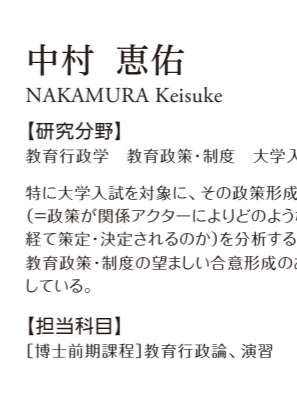 中村 恵佑
NAKAMURA Keisuke
【研究分野】
教育行政学　教育政策・制度　大学入
特に大学入試を対象に、その政策形成
（=政策が関係アクターによりどのよう
経て策定・決定されるのか）を分析する
教育政策・制度の望ましい合意形成の
している。
【担当科目】
［博士前期課程］教育行政論、演習